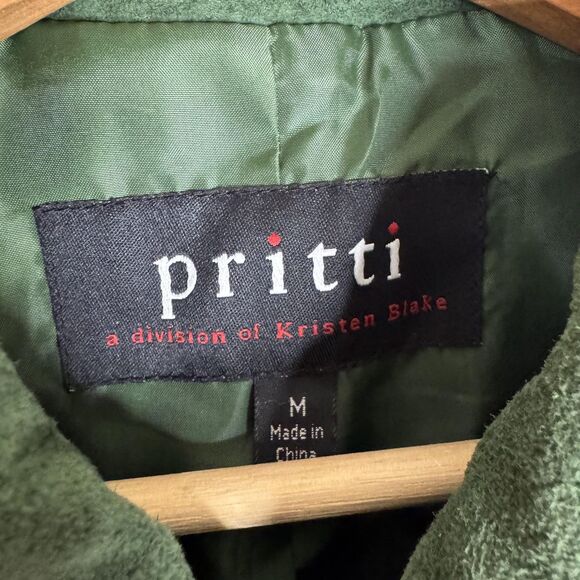 pritti
a division of Kristen Blake
M
Made in
China